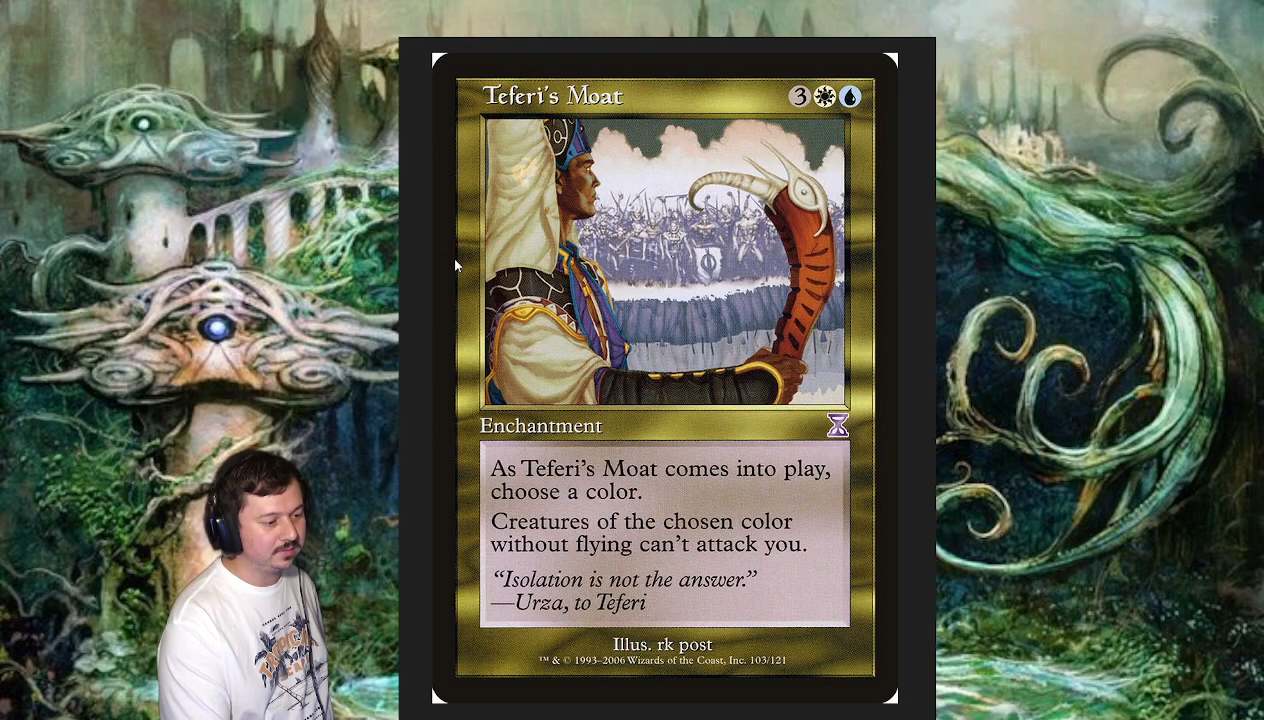 Teferi's Moat 3
Enchantment
As Teferi's Moat comes into play,
choose a color.
Creatures of the chosen color
without flying can't attack you.
“Isolation is not the answer.”
—Urza, to Teferi
Illus. rk post
™ & © 1993–2006 Wizards of the Coast, Inc. 103/121